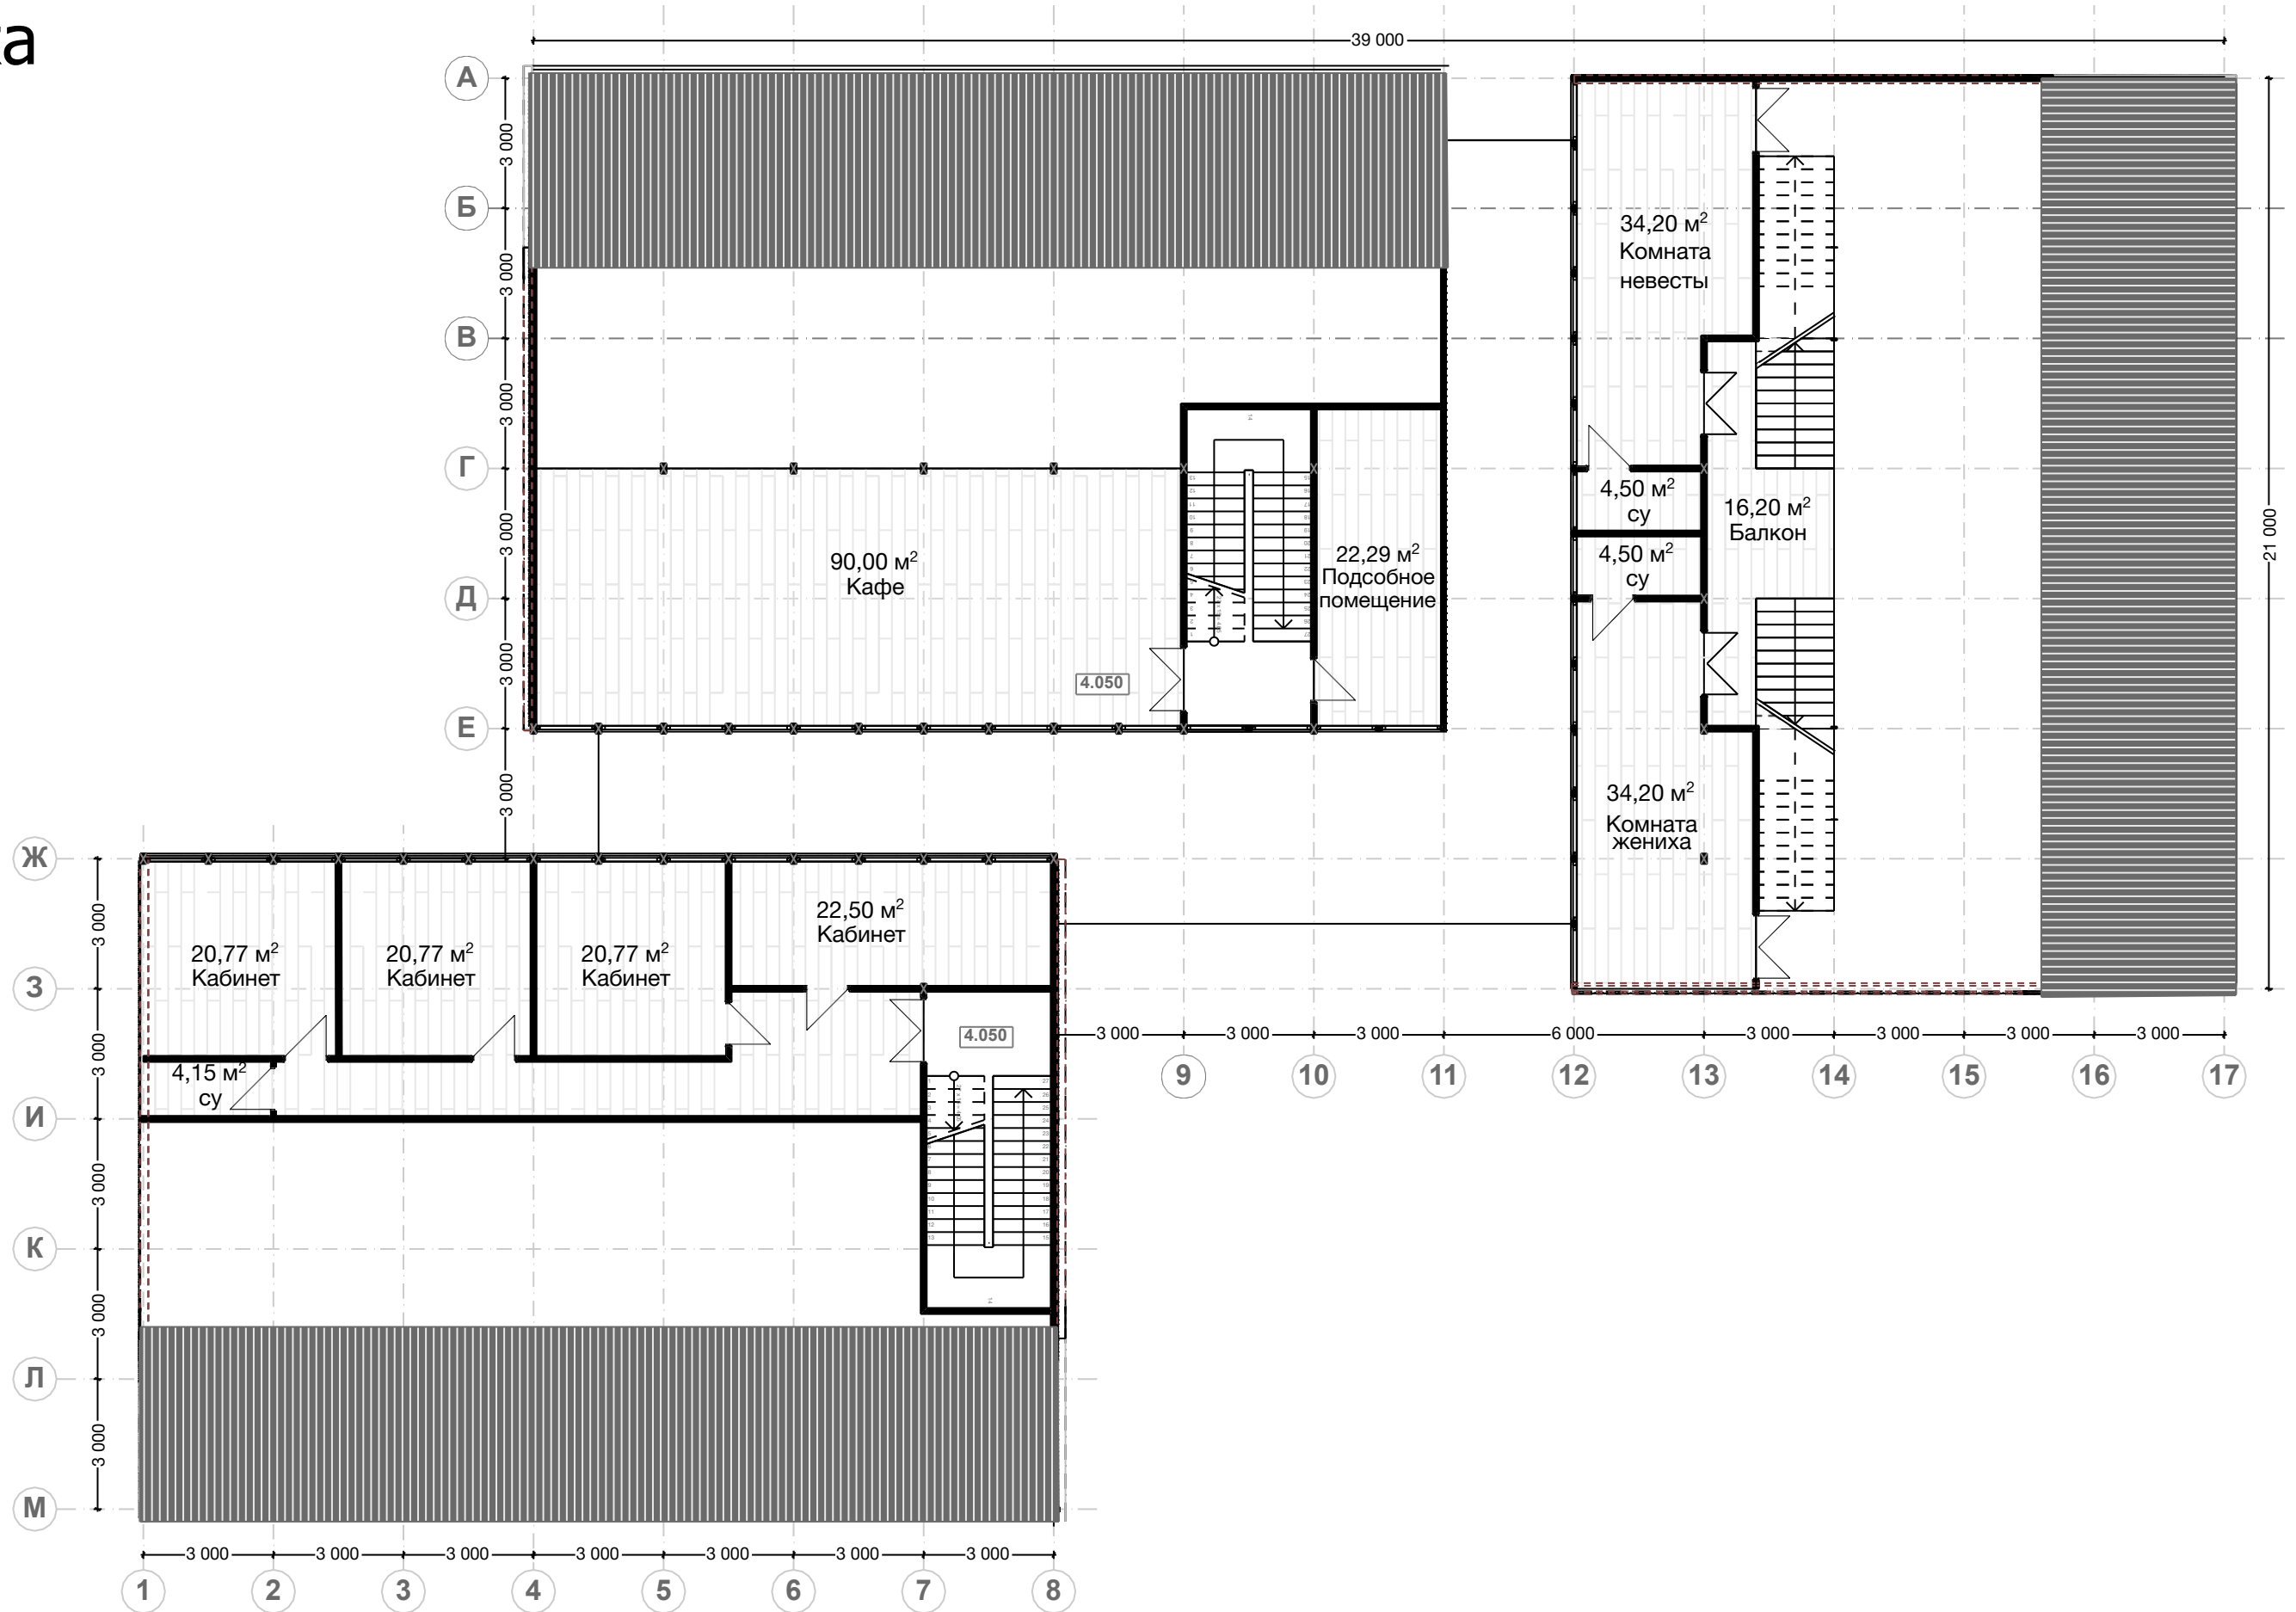 ка
39 000
А
3 000
Б
3 000
В
3 000
Г
3 000
Д
3 000
Е
3 000
34,20 м²
Комната
невесты
4,50 м²
су
4,50 м²
су
16,20 м²
Балкон
34,20 м²
Комната
жениха
21 000
90,00 м²
Кафе
4.050
22,29 м²
Подсобное
помещение
14
Ж
3 000
З
3 000
И
3 000
К
3 000
Л
3 000
М
20,77 м²
Кабинет
20,77 м²
Кабинет
20,77 м²
Кабинет
22,50 м²
Кабинет
4,15 м²
су
4.050
14
3 000 3 000 3 000 6 000 3 000 3 000 3 000 3 000
9 10 11 12 13 14 15 16 17
3 000 3 000 3 000 3 000 3 000 3 000 3 000
1 2 3 4 5 6 7 8